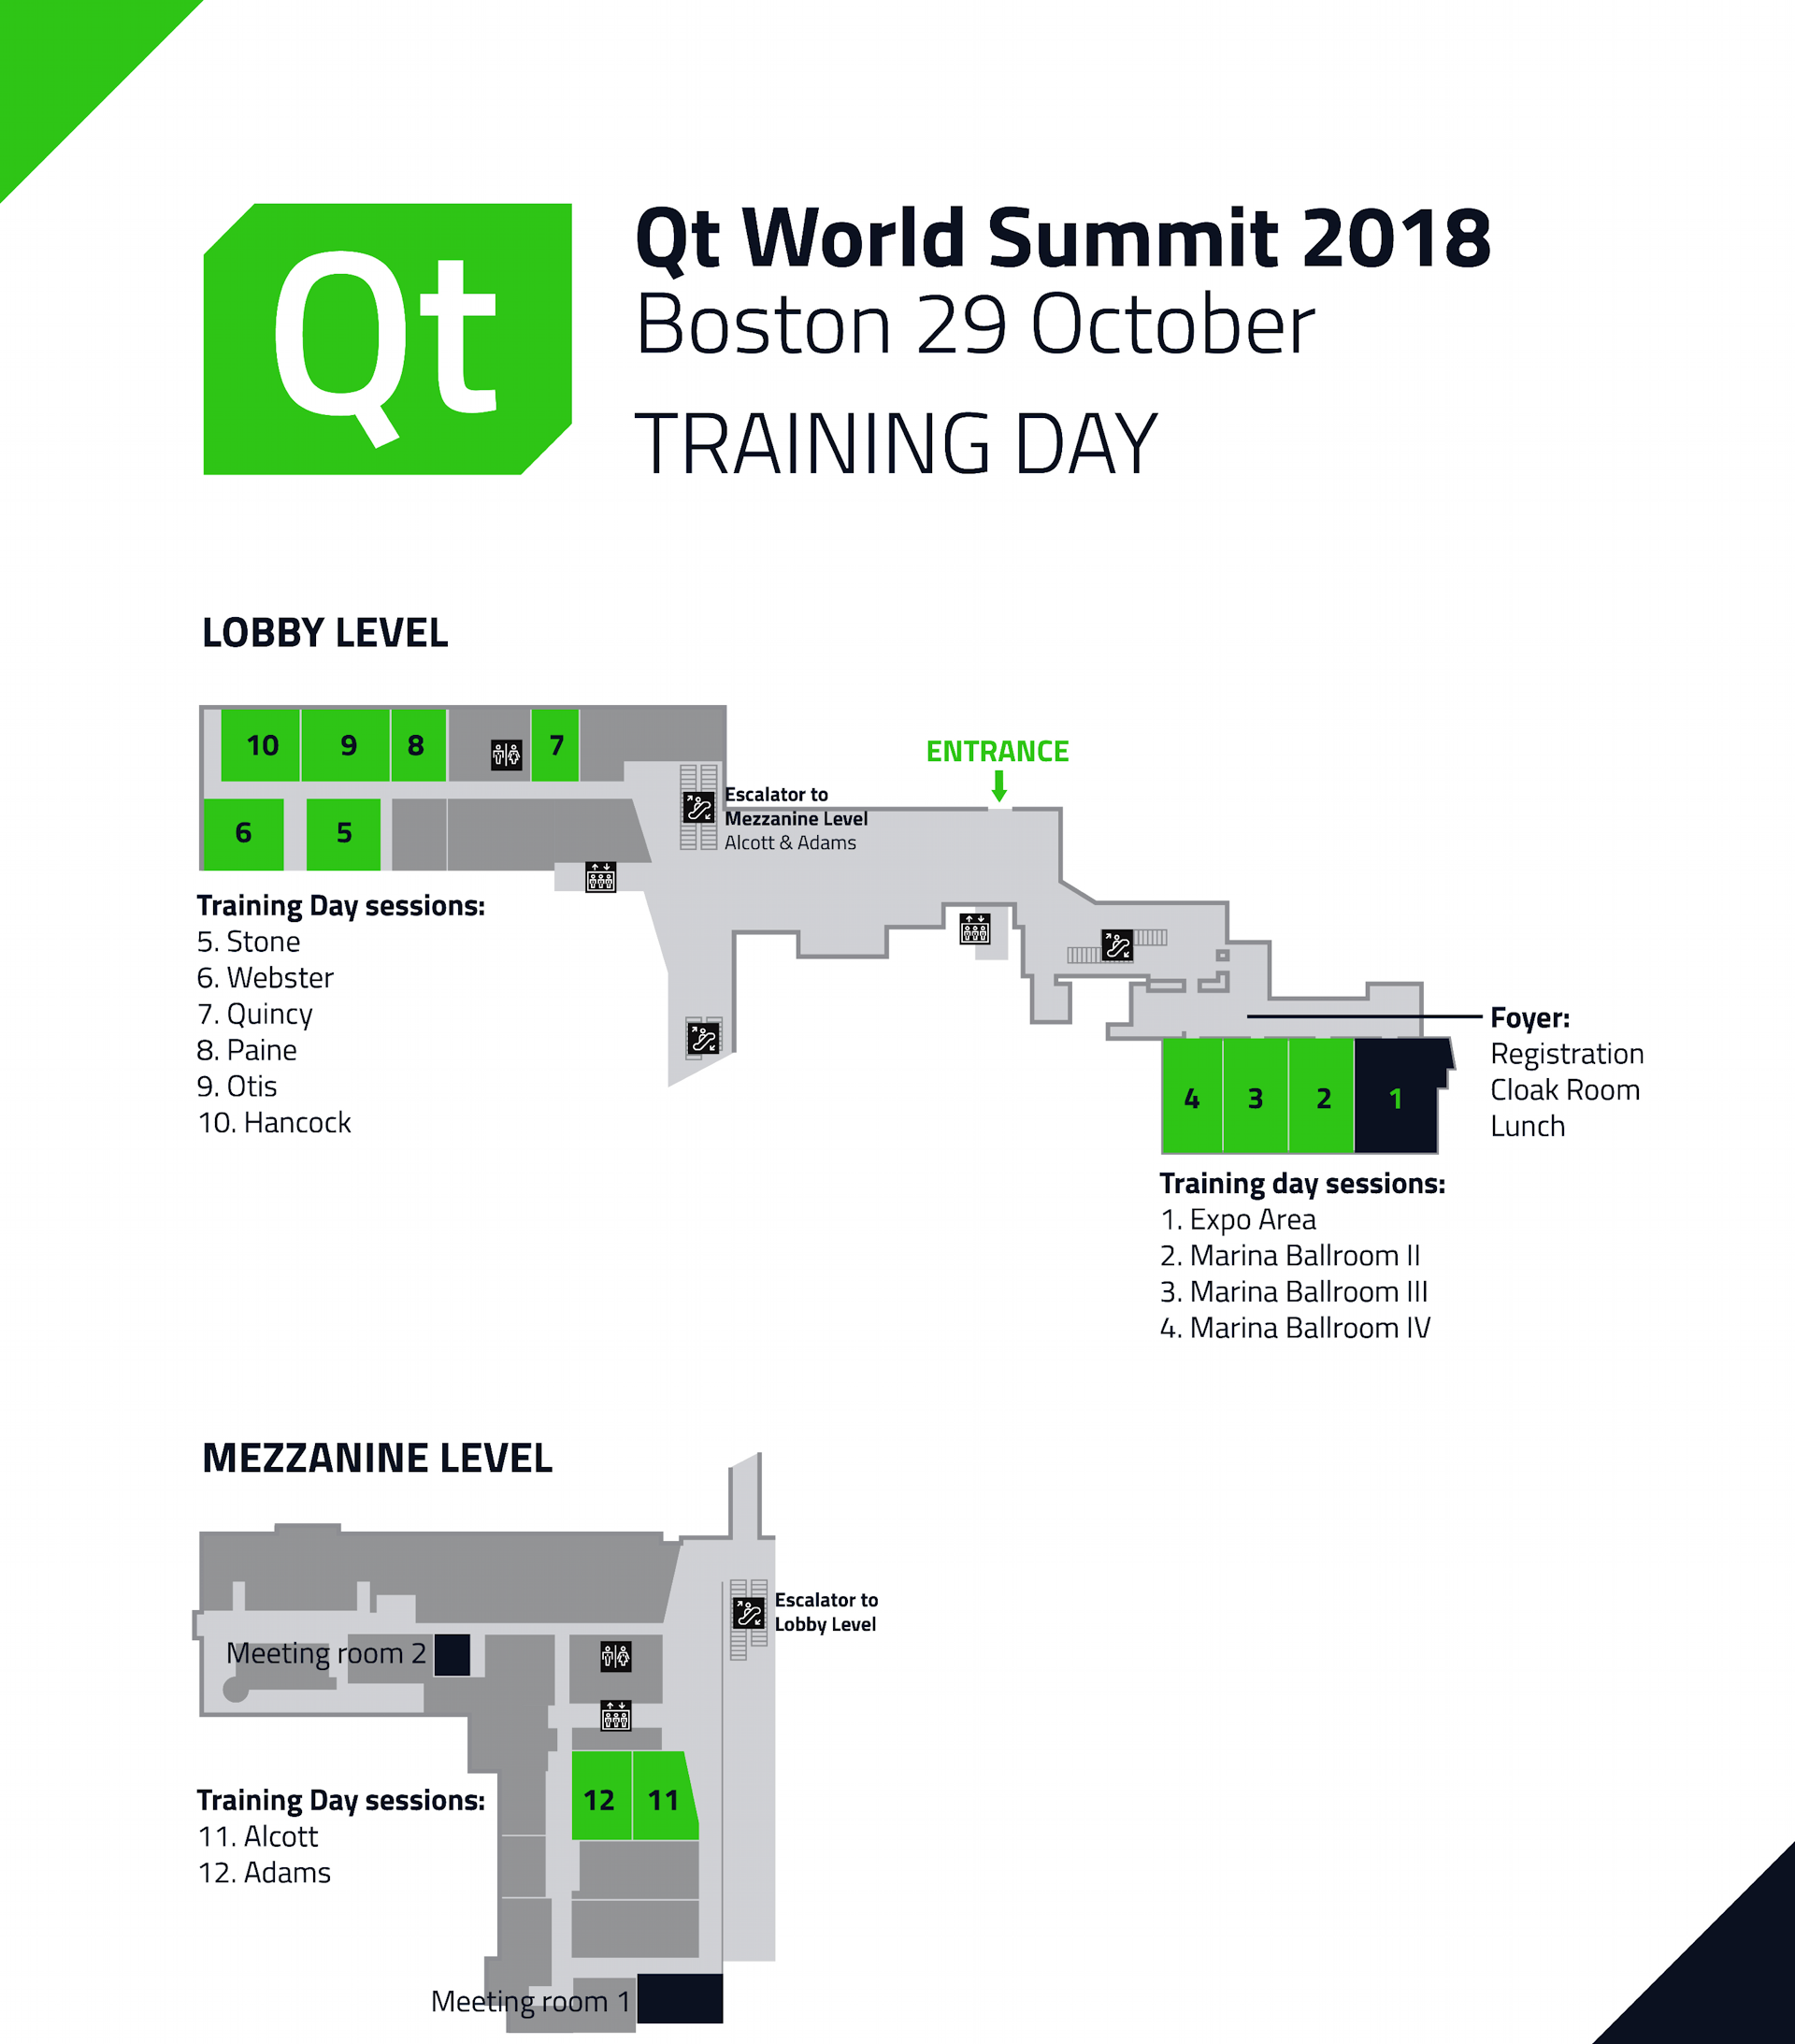 Qt
Qt World Summit 2018
Boston 29 October
TRAINING DAY
LOBBY LEVEL
10
9
8
7
6
5
ENTRANCE
Escalator to
Mezzanine Level
Alcott & Adams
Training Day sessions:
5. Stone
6. Webster
7. Quincy
8. Paine
9. Otis
10. Hancock
Foyer:
Registration
Cloak Room
Lunch
4
3
2
1
Training day sessions:
1. Expo Area
2. Marina Ballroom II
3. Marina Ballroom III
4. Marina Ballroom IV
MEZZANINE LEVEL
Escalator to
Lobby Level
Meeting room 2
12
11
Training Day sessions:
11. Alcott
12. Adams
Meeting room 1